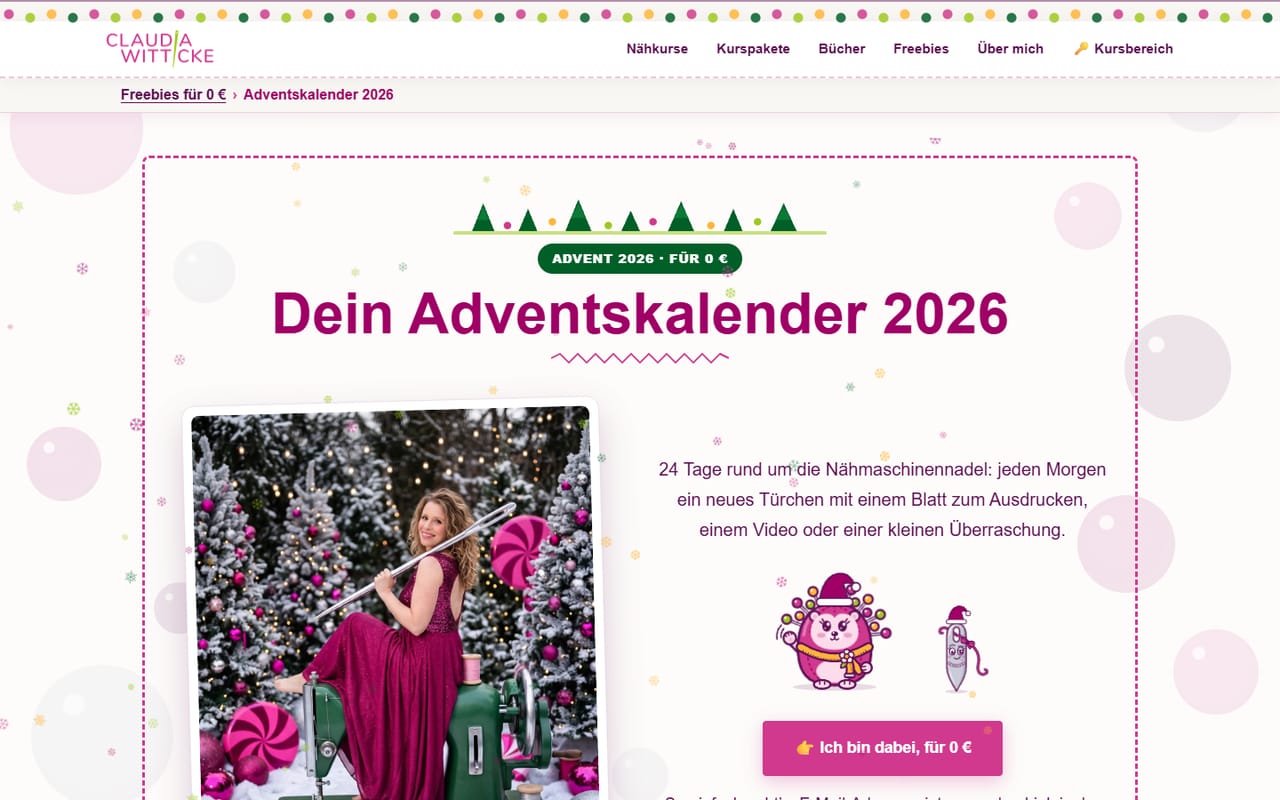 CLAUDIA
WITTICKE
Nähkurse
Kurspakete
Bücher
Freebies
Über mich
🔑 Kursbereich
Freebies für 0 € › Adventskalender 2026
ADVENT 2026 · FÜR 0 €
Dein Adventskalender 2026
24 Tage rund um die Nähmaschinennadel: jeden Morgen
ein neues Türchen mit einem Blatt zum Ausdrucken,
einem Video oder einer kleinen Überraschung.
👉 Ich bin dabei, für 0 €